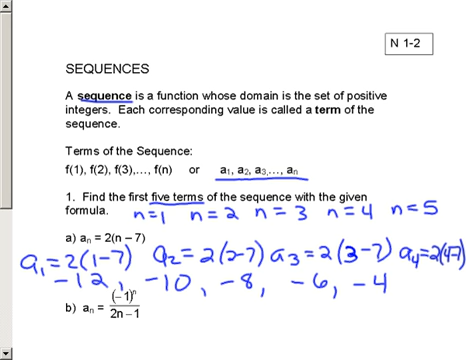 N 1-2
SEQUENCES
A sequence is a function whose domain is the set of positive
integers. Each corresponding value is called a term of the
sequence.
Terms of the Sequence:
f(1), f(2), f(3),…, f(n) or a₁, a₂, a₃,…, aₙ
1. Find the first five terms of the sequence with the given
formula.
n=1 n=2 n=3 n=4 n=5
a) aₙ = 2(n – 7)
a₁=2(1-7) a₂=2(2-7) a₃=2(3-7) a₄=2(4-7)
-12, -10, -8, -6, -4
b) aₙ = (–1)ⁿ / 2n – 1